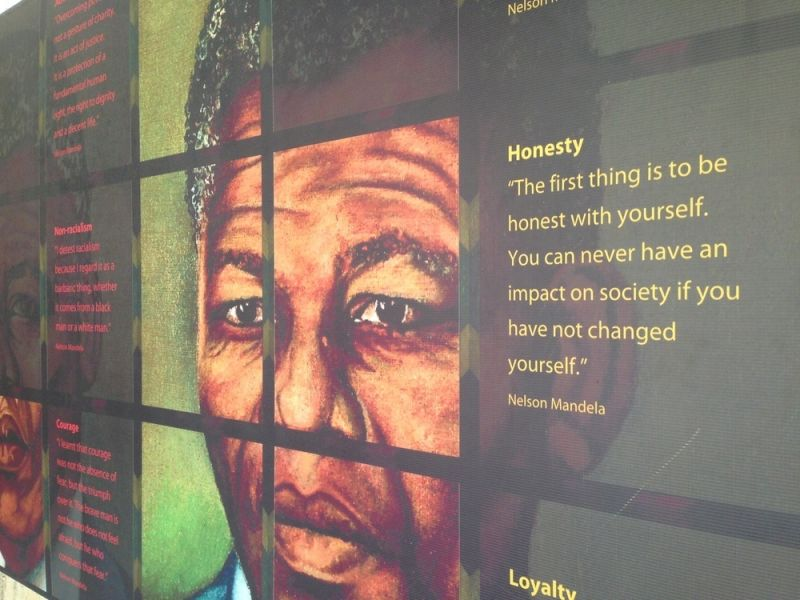 "Overcoming
not a gesture of charity.
It is an act of justice.
It is a protection of a
fundamental human
right, the right to dignity
and a decent life."
Nelson Mandela
Non-racialism
"I detest racialism
because I regard it as a
barbaric thing, whether
it comes from a black
man or a white man."
Nelson Mandela
Courage
"I learnt that courage
was not the absence of
fear, but the triumph
over it. The brave man is
not he who does not feel
afraid, but he who
conquers that fear."
Nelson Mandela
Nelson
Honesty
"The first thing is to be
honest with yourself.
You can never have an
impact on society if you
have not changed
yourself."
Nelson Mandela
Loyalty